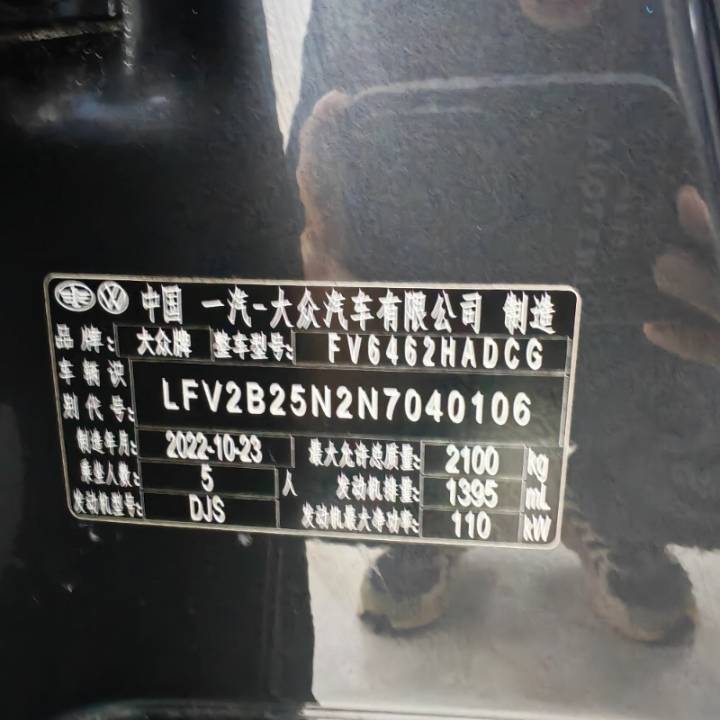 中国 一汽-大众汽车有限公司 制造
品牌: 大众牌 整车型号: FV6462HADCG
车辆识别代号: LFV2B25N2N7040106
制造年月: 2022-10-23 最大允许总质量: 2100 kg
乘坐人数: 5 人 发动机排量: 1395 mL
发动机型号: DJS 发动机最大净功率: 110 kW